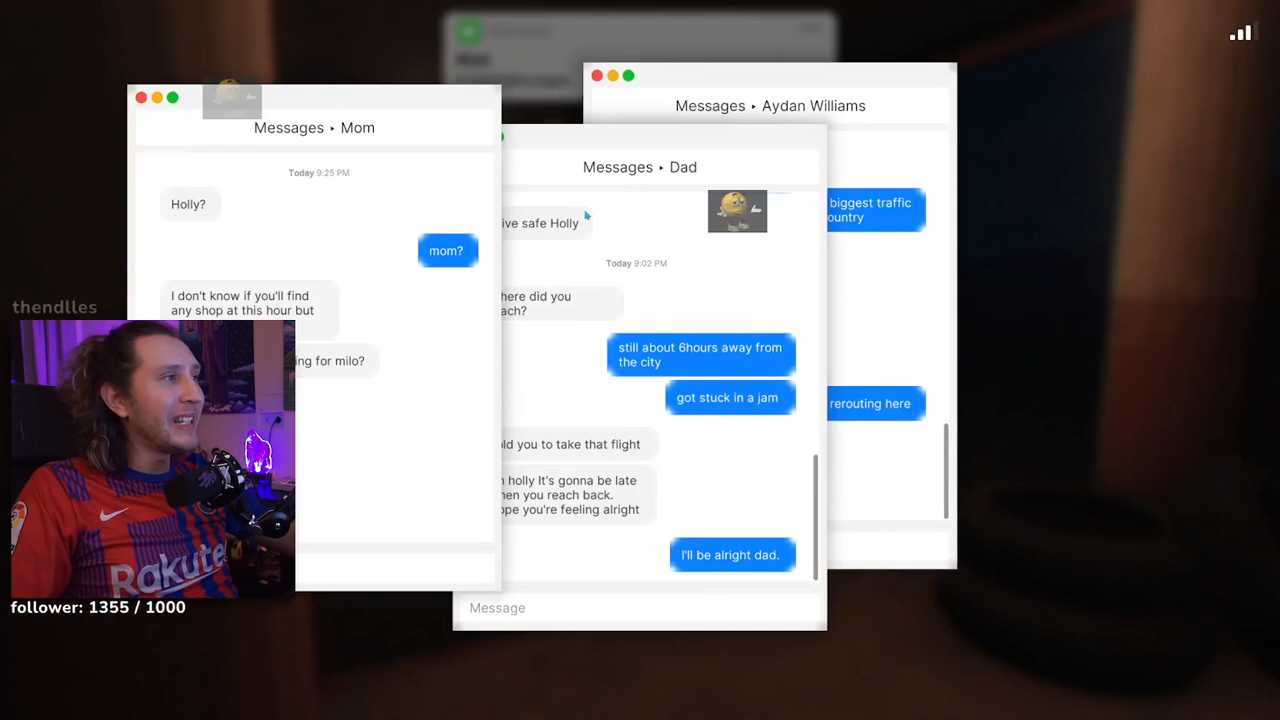 Messages ▸ Mom
Today 9:25 PM
Holly?
mom?
I don't know if you'll find
any shop at this hour but
ing for milo?
Messages ▸ Dad
ive safe Holly
Today 9:02 PM
here did you
ach?
still about 6hours away from
the city
got stuck in a jam
old you to take that flight
holly It's gonna be late
hen you reach back.
ope you're feeling alright
I'll be alright dad.
Message
Messages ▸ Aydan Williams
biggest traffic
ountry
rerouting here
thendlles
Rakute
follower: 1355 / 1000